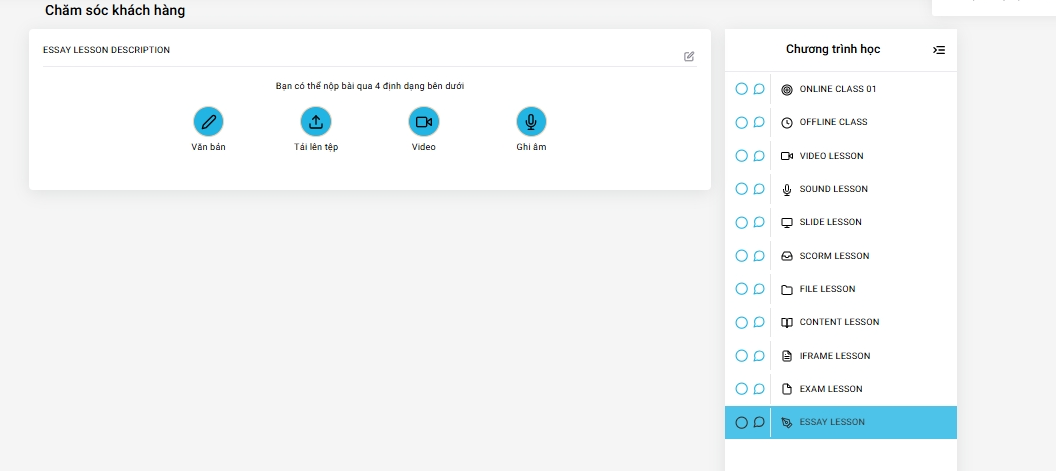 Chăm sóc khách hàng
ESSAY LESSON DESCRIPTION
Bạn có thể nộp bài qua 4 định dạng bên dưới
Văn bản
Tải lên tệp
Video
Ghi âm
Chương trình học
ONLINE CLASS 01
OFFLINE CLASS
VIDEO LESSON
SOUND LESSON
SLIDE LESSON
SCORM LESSON
FILE LESSON
CONTENT LESSON
IFRAME LESSON
EXAM LESSON
ESSAY LESSON